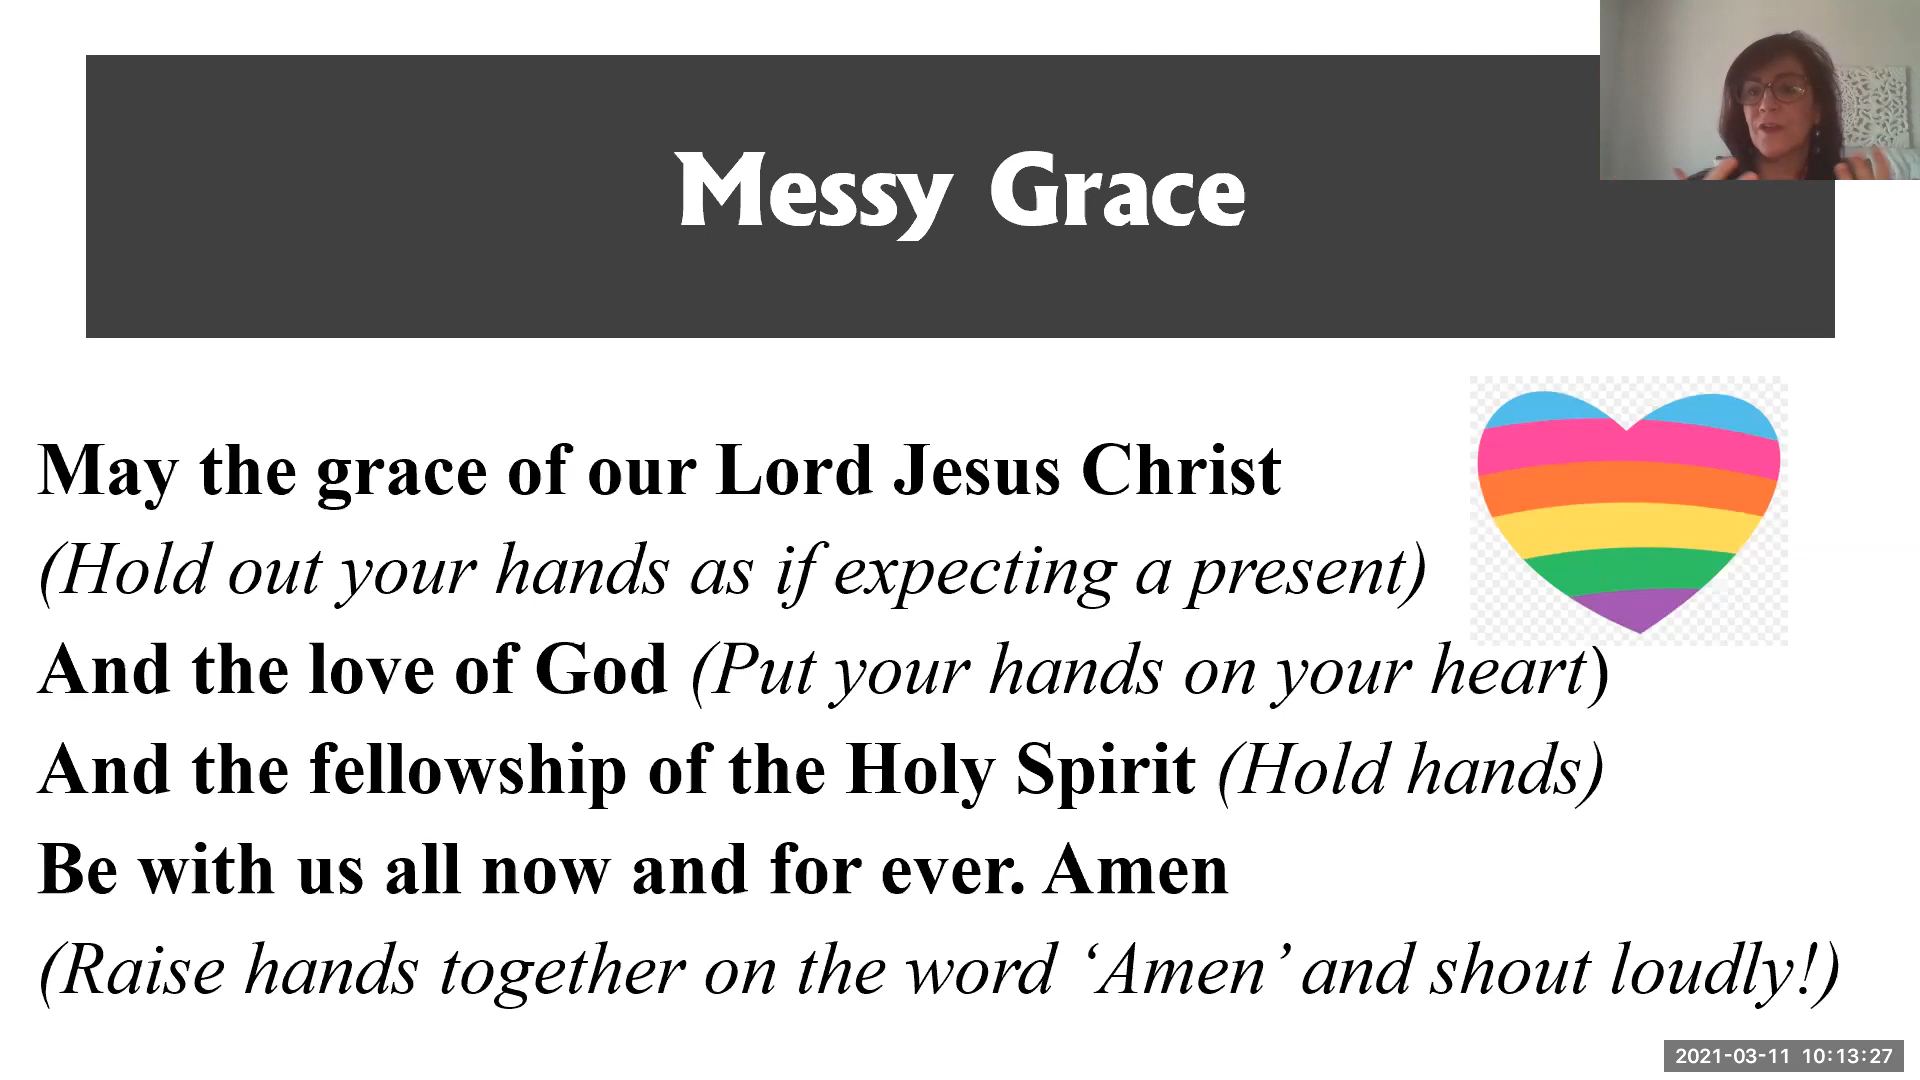 Messy Grace
May the grace of our Lord Jesus Christ
(Hold out your hands as if expecting a present)
And the love of God (Put your hands on your heart)
And the fellowship of the Holy Spirit (Hold hands)
Be with us all now and for ever. Amen
(Raise hands together on the word ‘Amen’ and shout loudly!)
2021-03-11 10:13:27